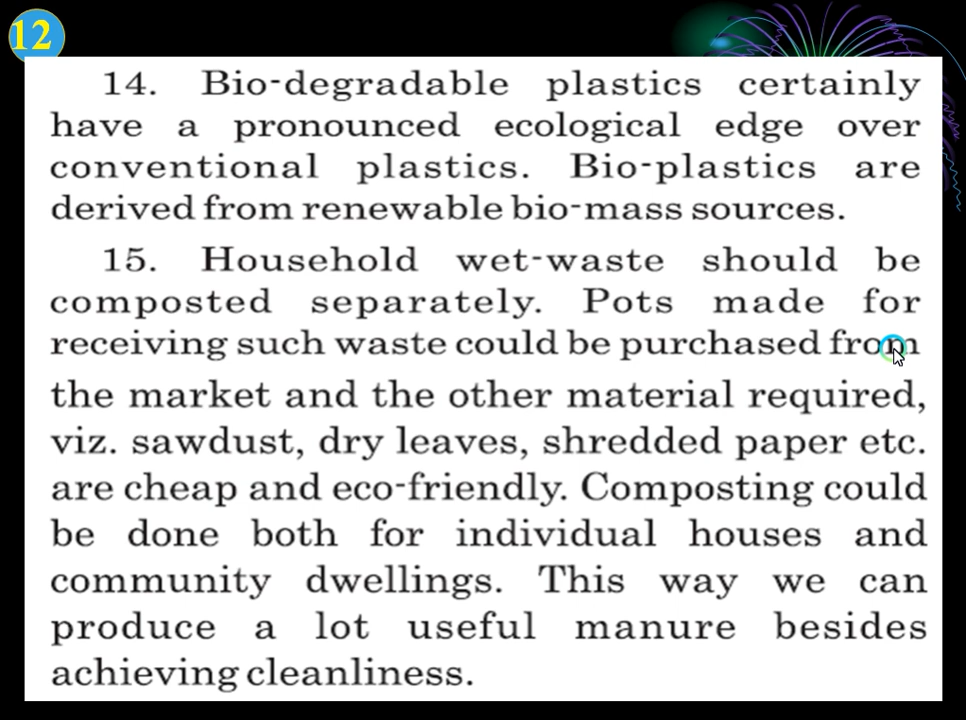 12
14. Bio-degradable plastics certainly
have a pronounced ecological edge over
conventional plastics. Bio-plastics are
derived from renewable bio-mass sources.
15. Household wet-waste should be
composted separately. Pots made for
receiving such waste could be purchased from
the market and the other material required,
viz. sawdust, dry leaves, shredded paper etc.
are cheap and eco-friendly. Composting could
be done both for individual houses and
community dwellings. This way we can
produce a lot useful manure besides
achieving cleanliness.